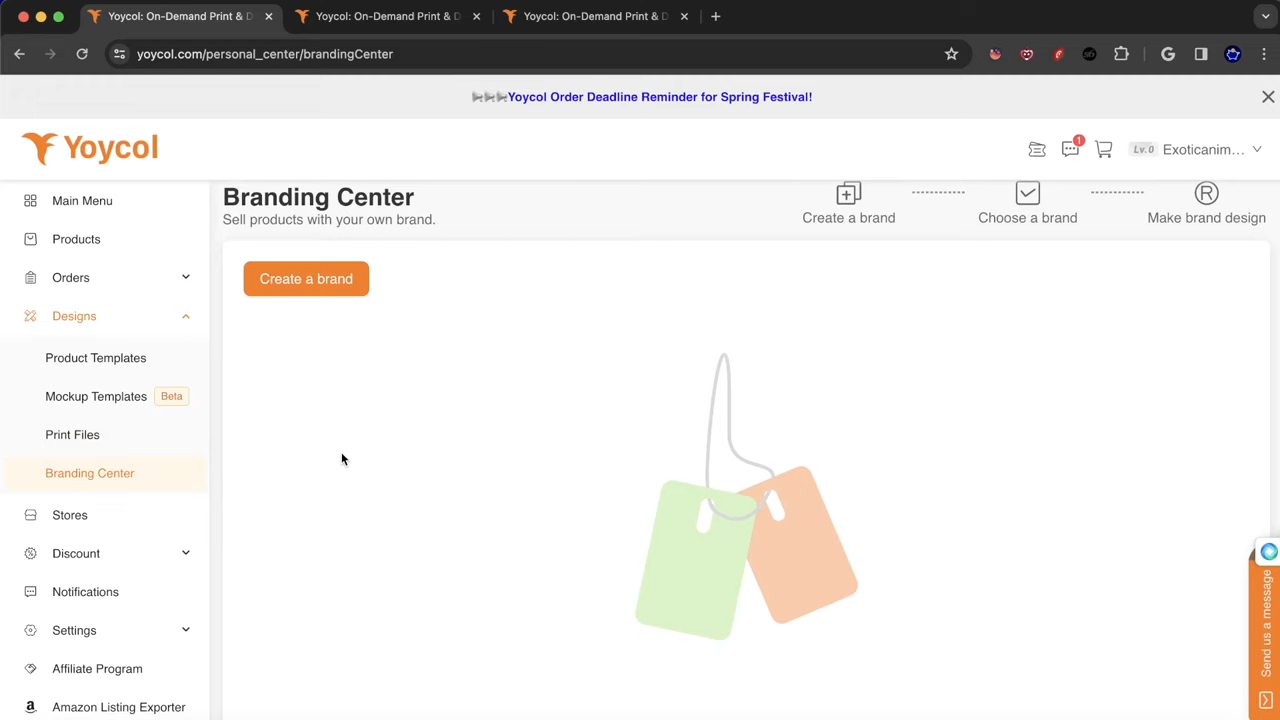 Yoycol: On-Demand Print & D
Yoycol: On-Demand Print & D
Yoycol: On-Demand Print & D
yoycol.com/personal_center/brandingCenter
Yoycol Order Deadline Reminder for Spring Festival!
Yoycol
1
Lv.0 Exoticanim...
Main Menu
Products
Orders
Designs
Product Templates
Mockup Templates Beta
Print Files
Branding Center
Stores
Discount
Notifications
Settings
Affiliate Program
Amazon Listing Exporter
Branding Center
Sell products with your own brand.
Create a brand
Choose a brand
Make brand design
Create a brand
Send us a message